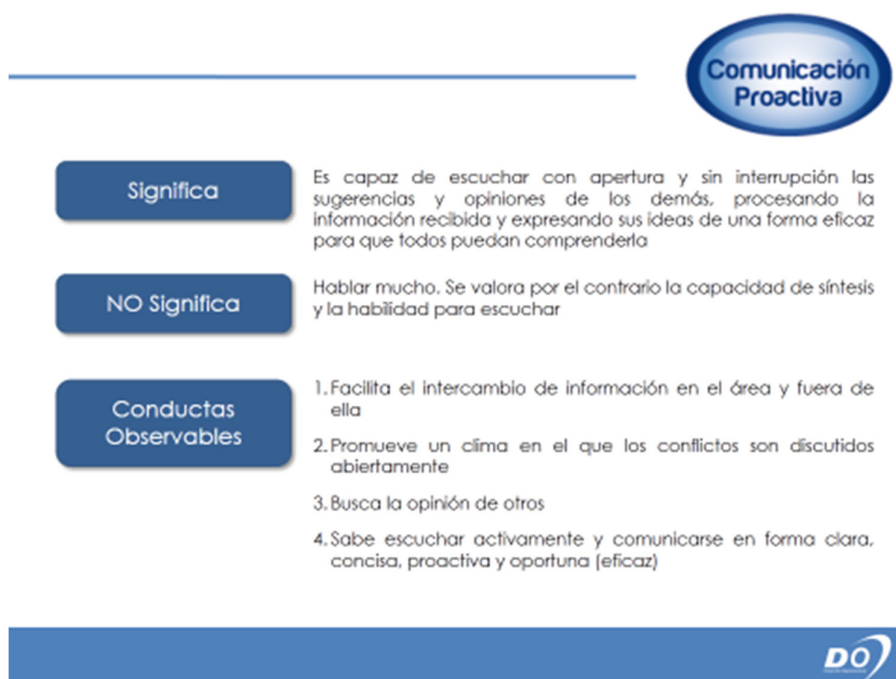 Comunicación
Proactiva
Significa
Es capaz de escuchar con apertura y sin interrupción las
sugerencias y opiniones de los demás, procesando la
información recibida y expresando sus ideas de una forma eficaz
para que todos puedan comprenderla
NO Significa
Hablar mucho. Se valora por el contrario la capacidad de síntesis
y la habilidad para escuchar
Conductas
Observables
1. Facilita el intercambio de información en el área y fuera de
ella
2. Promueve un clima en el que los conflictos son discutidos
abiertamente
3. Busca la opinión de otros
4. Sabe escuchar activamente y comunicarse en forma clara,
concisa, proactiva y oportuna (eficaz)
DO